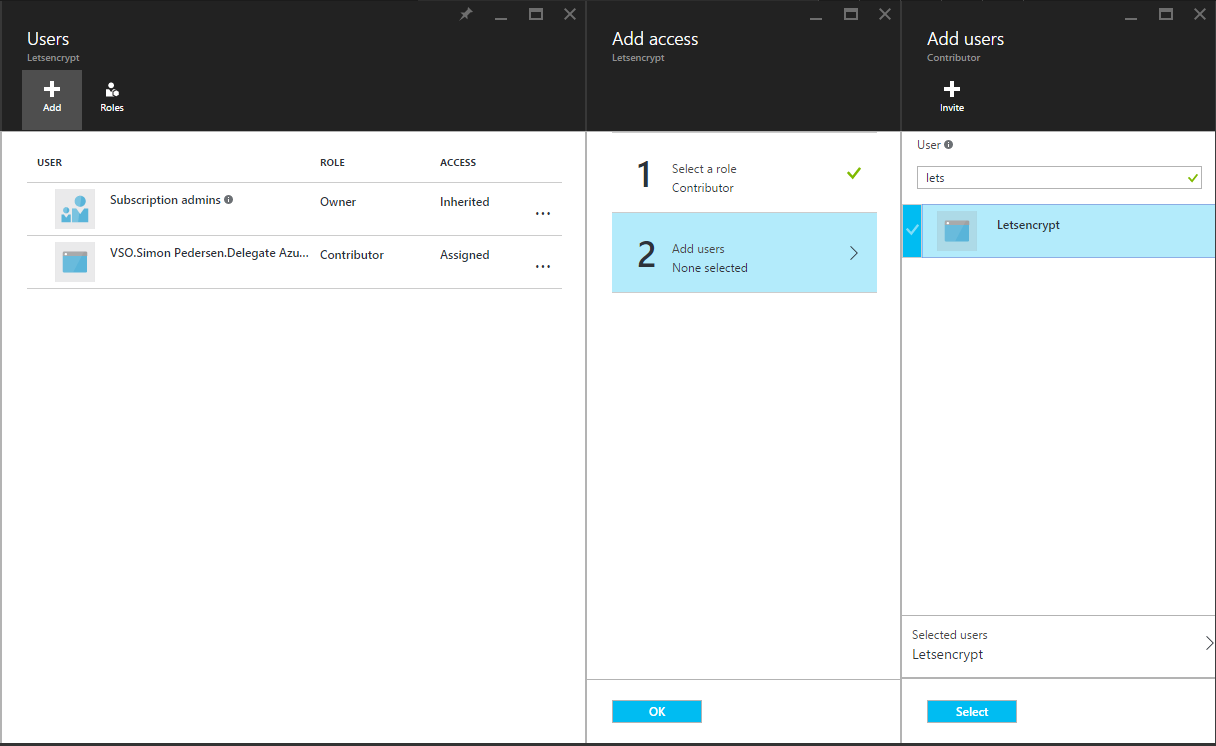 Users
Letsencrypt
Add
Roles
USER ROLE ACCESS
Subscription admins Owner Inherited ...
VSO.Simon Pedersen.Delegate Azu... Contributor Assigned ...
Add access
Letsencrypt
1
Select a role
Contributor
2
Add users
None selected
OK
Add users
Contributor
Invite
User
lets
Letsencrypt
Selected users
Letsencrypt
Select